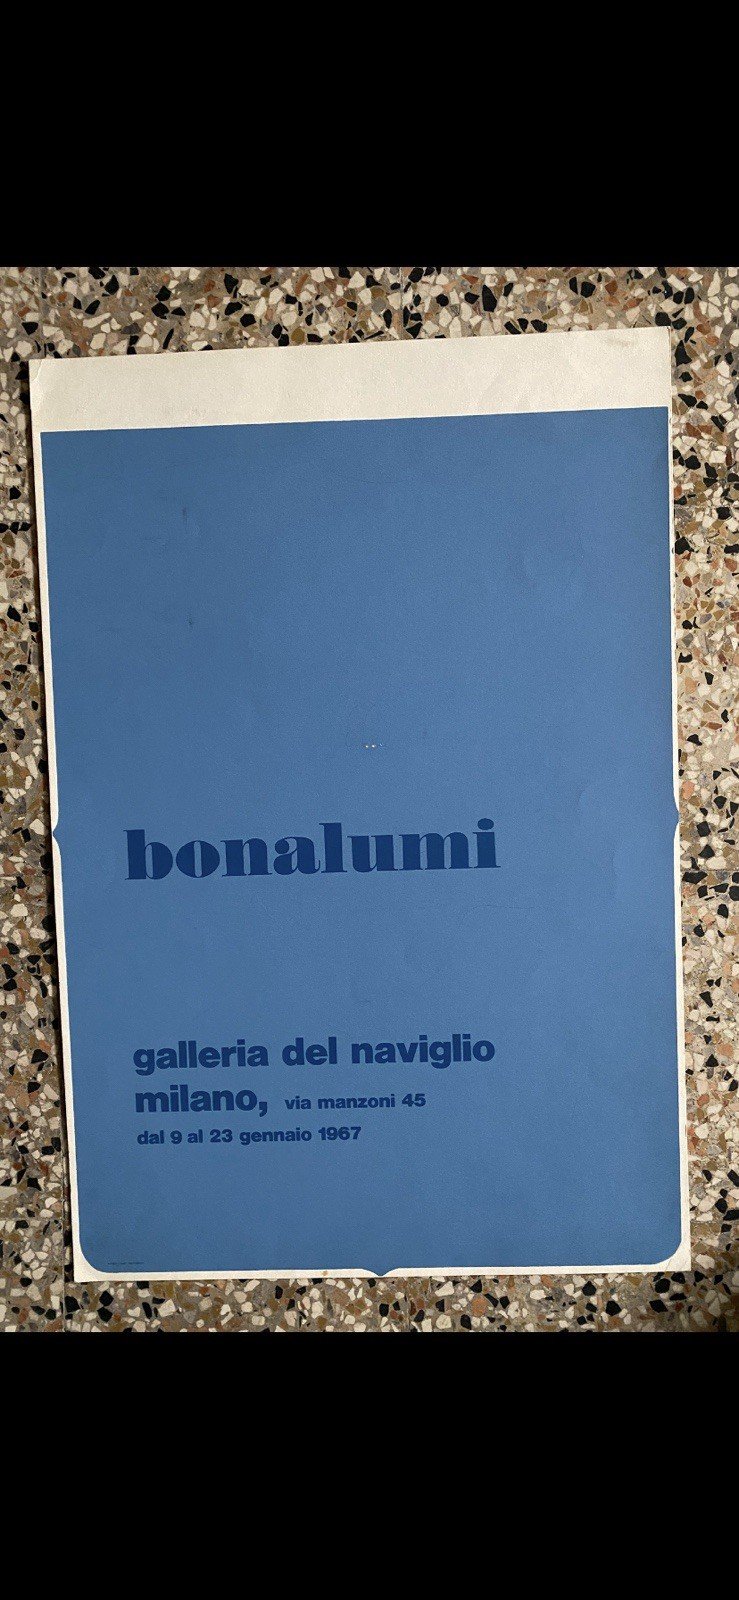 bonalumi
galleria del naviglio
milano, via manzoni 45
dal 9 al 23 gennaio 1967